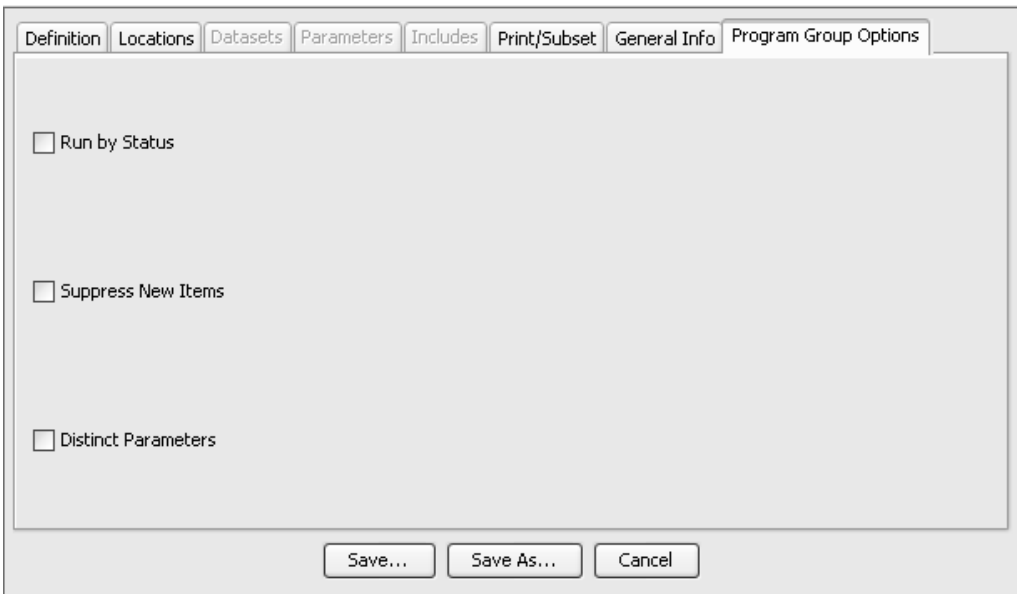 Definition Locations Datasets Parameters Includes Print/Subset General Info Program Group Options
Run by Status
Suppress New Items
Distinct Parameters
Save... Save As... Cancel